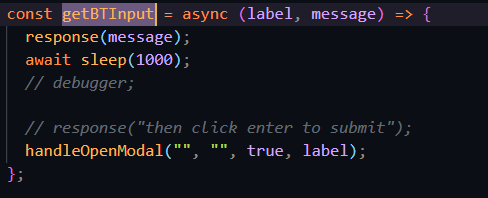 const getBTInput = async (label, message) => {
response(message);
await sleep(1000);
// debugger;
// response("then click enter to submit");
handleOpenModal("", "", true, label);
};